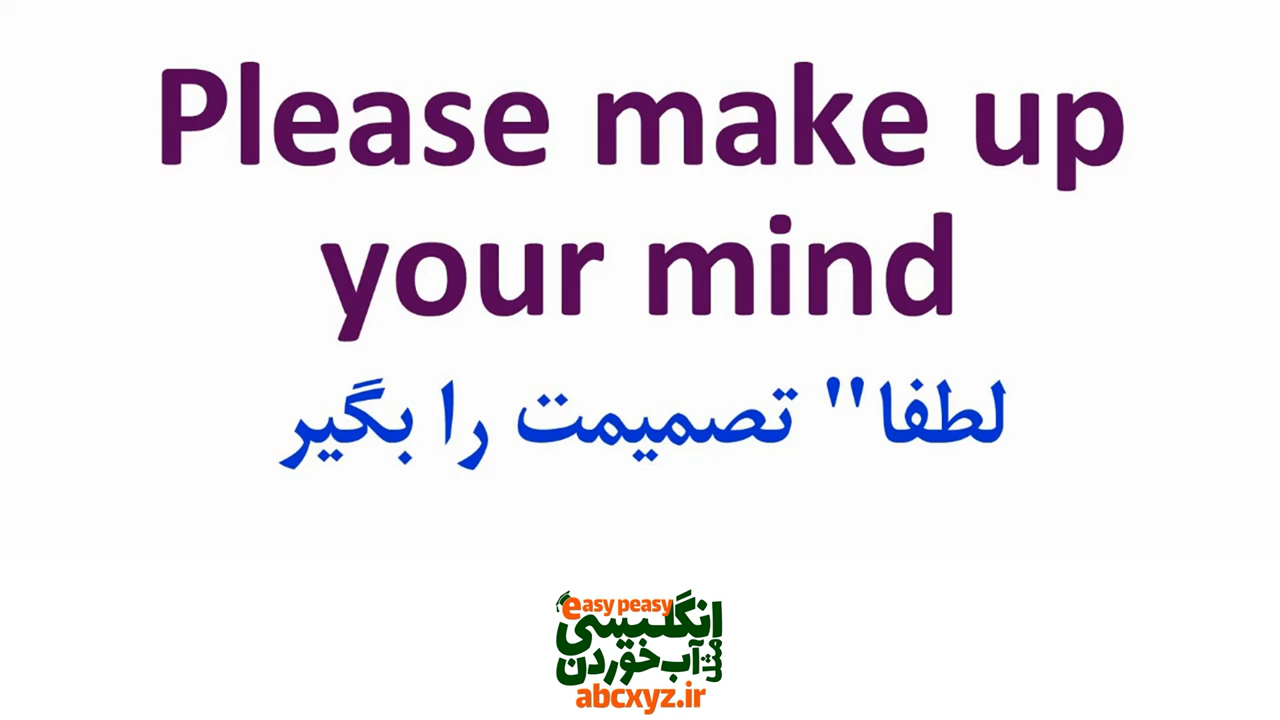 Please make up
your mind
لطفا" تصمیمت را بگیر
easy peasy
انگلیسی
مثل آب خوردن
abcxyz.ir